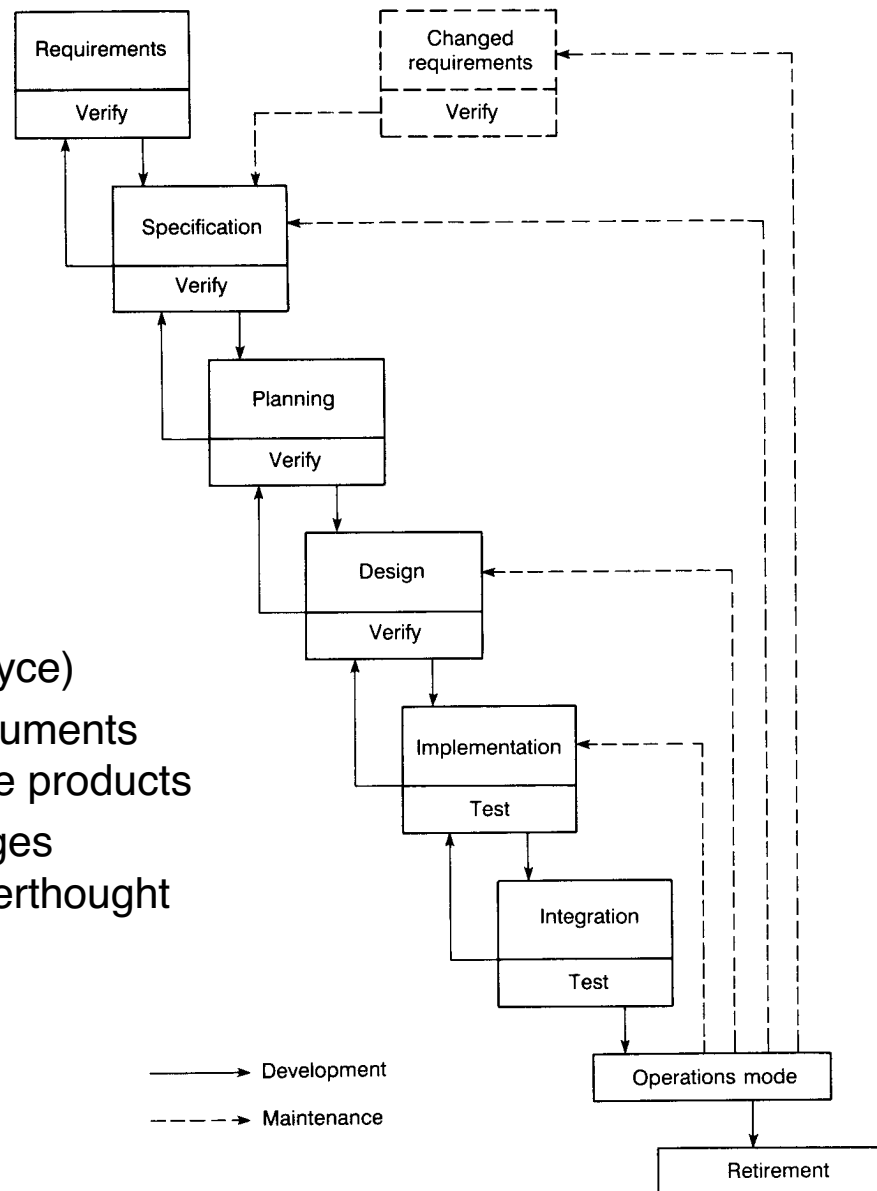 Requirements
Verify
Changed
requirements
Verify
Specification
Verify
Planning
Verify
Design
Verify
yce)
uments
e products
ges
erthought
Implementation
Test
Integration
Test
Development
Maintenance
Operations mode
Retirement